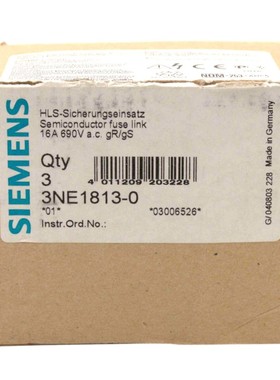 SIEMENS
HLS-Sicherungseinsatz
Semiconductor fuse link
16A 690V a.c. gR/gS
Qty
3
4 011209 203228
3NE1813-0
*01* *03006526*
Instr.Ord.No.:
Made in Germany
G/ 040803 228